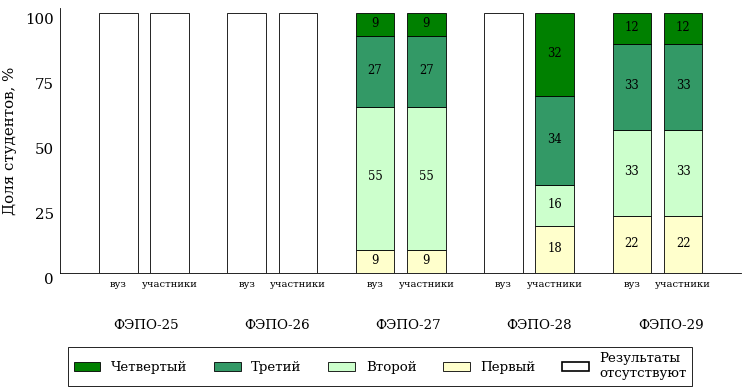 Доля студентов, %
100
75
50
25
0
9 9 32 12 12
27 27 34 33 33
55 55 16 33 33
9 9 18 22 22
вуз участники вуз участники вуз участники вуз участники вуз участники
ФЭПО-25 ФЭПО-26 ФЭПО-27 ФЭПО-28 ФЭПО-29
Четвертый Третий Второй Первый Результаты
отсутствуют